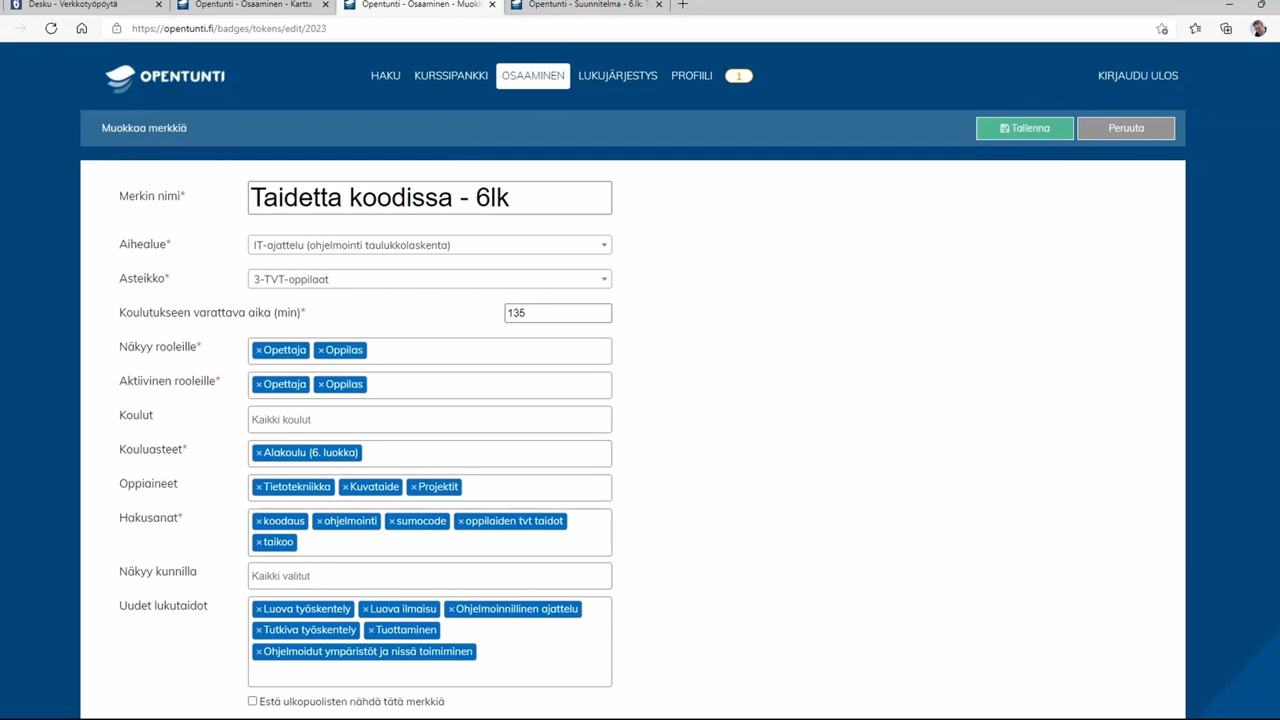 Desku - Verkkotyöpöytä
Opentunti - Osaaminen - Kartta
Opentunti - Osaaminen - Muok
Opentunti - Suunnitelma - 6.lk: T
https://opentunti.fi/badges/tokens/edit/2023
OPENTUNTI
HAKU KURSSIPANKKI OSAAMINEN LUKUJÄRJESTYS PROFIILI 1 KIRJAUDU ULOS
Muokkaa merkkiä
Tallenna Peruuta
Merkin nimi* Taidetta koodissa - 6lk
Aihealue* IT-ajattelu (ohjelmointi taulukkolaskenta)
Asteikko* 3-TVT-oppilaat
Koulutukseen varattava aika (min)* 135
Näkyy rooleille* ×Opettaja ×Oppilas
Aktiivinen rooleille* ×Opettaja ×Oppilas
Koulut Kaikki koulut
Kouluasteet* ×Alakoulu (6. luokka)
Oppiaineet ×Tietotekniikka ×Kuvataide ×Projektit
Hakusanat* ×koodaus ×ohjelmointi ×sumocode ×oppilaiden tvt taidot
×taikoo
Näkyy kunnilla Kaikki valitut
Uudet lukutaidot ×Luova työskentely ×Luova ilmaisu ×Ohjelmoinnillinen ajattelu
×Tutkiva työskentely ×Tuottaminen
×Ohjelmoidut ympäristöt ja nissä toimiminen
Estä ulkopuolisten nähdä tätä merkkiä